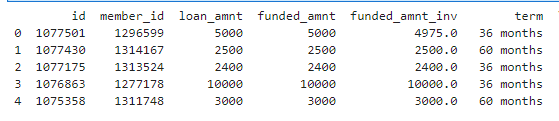 id member_id loan_amnt funded_amnt funded_amnt_inv term
0 1077501 1296599 5000 5000 4975.0 36 months
1 1077430 1314167 2500 2500 2500.0 60 months
2 1077175 1313524 2400 2400 2400.0 36 months
3 1076863 1277178 10000 10000 10000.0 36 months
4 1075358 1311748 3000 3000 3000.0 60 months